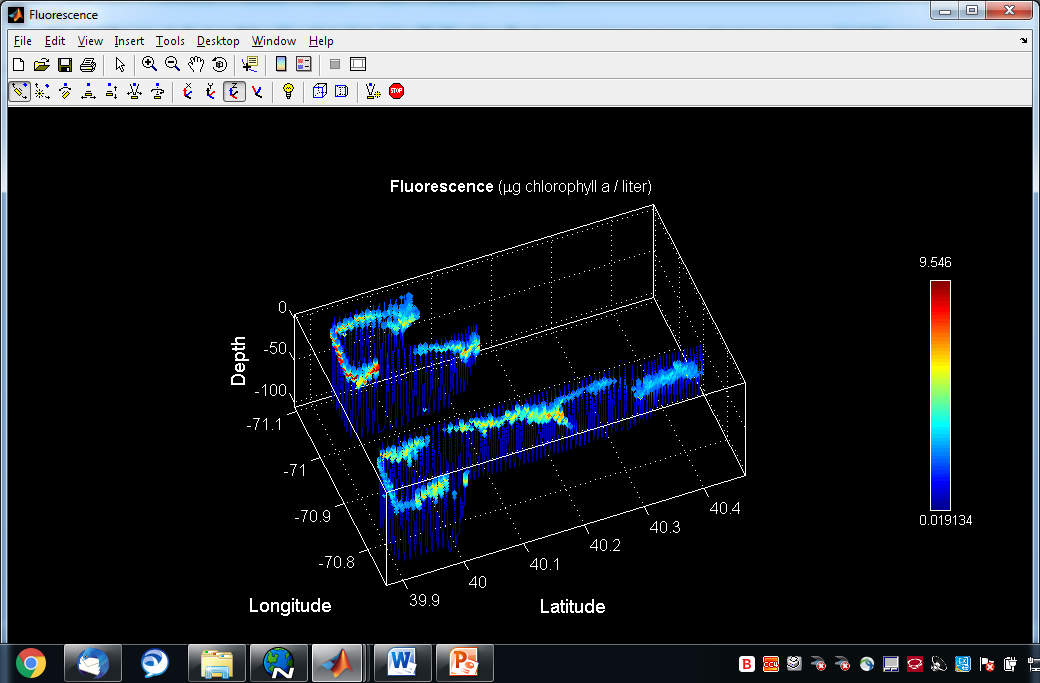 Fluorescence
File Edit View Insert Tools Desktop Window Help
STOP
Fluorescence (µg chlorophyll a / liter)
9.546
0
-50
-100
Depth
-71.1
-71
-70.9
-70.8
Longitude
39.9
40
40.1
40.2
40.3
40.4
Latitude
0.019134
W P B CC4